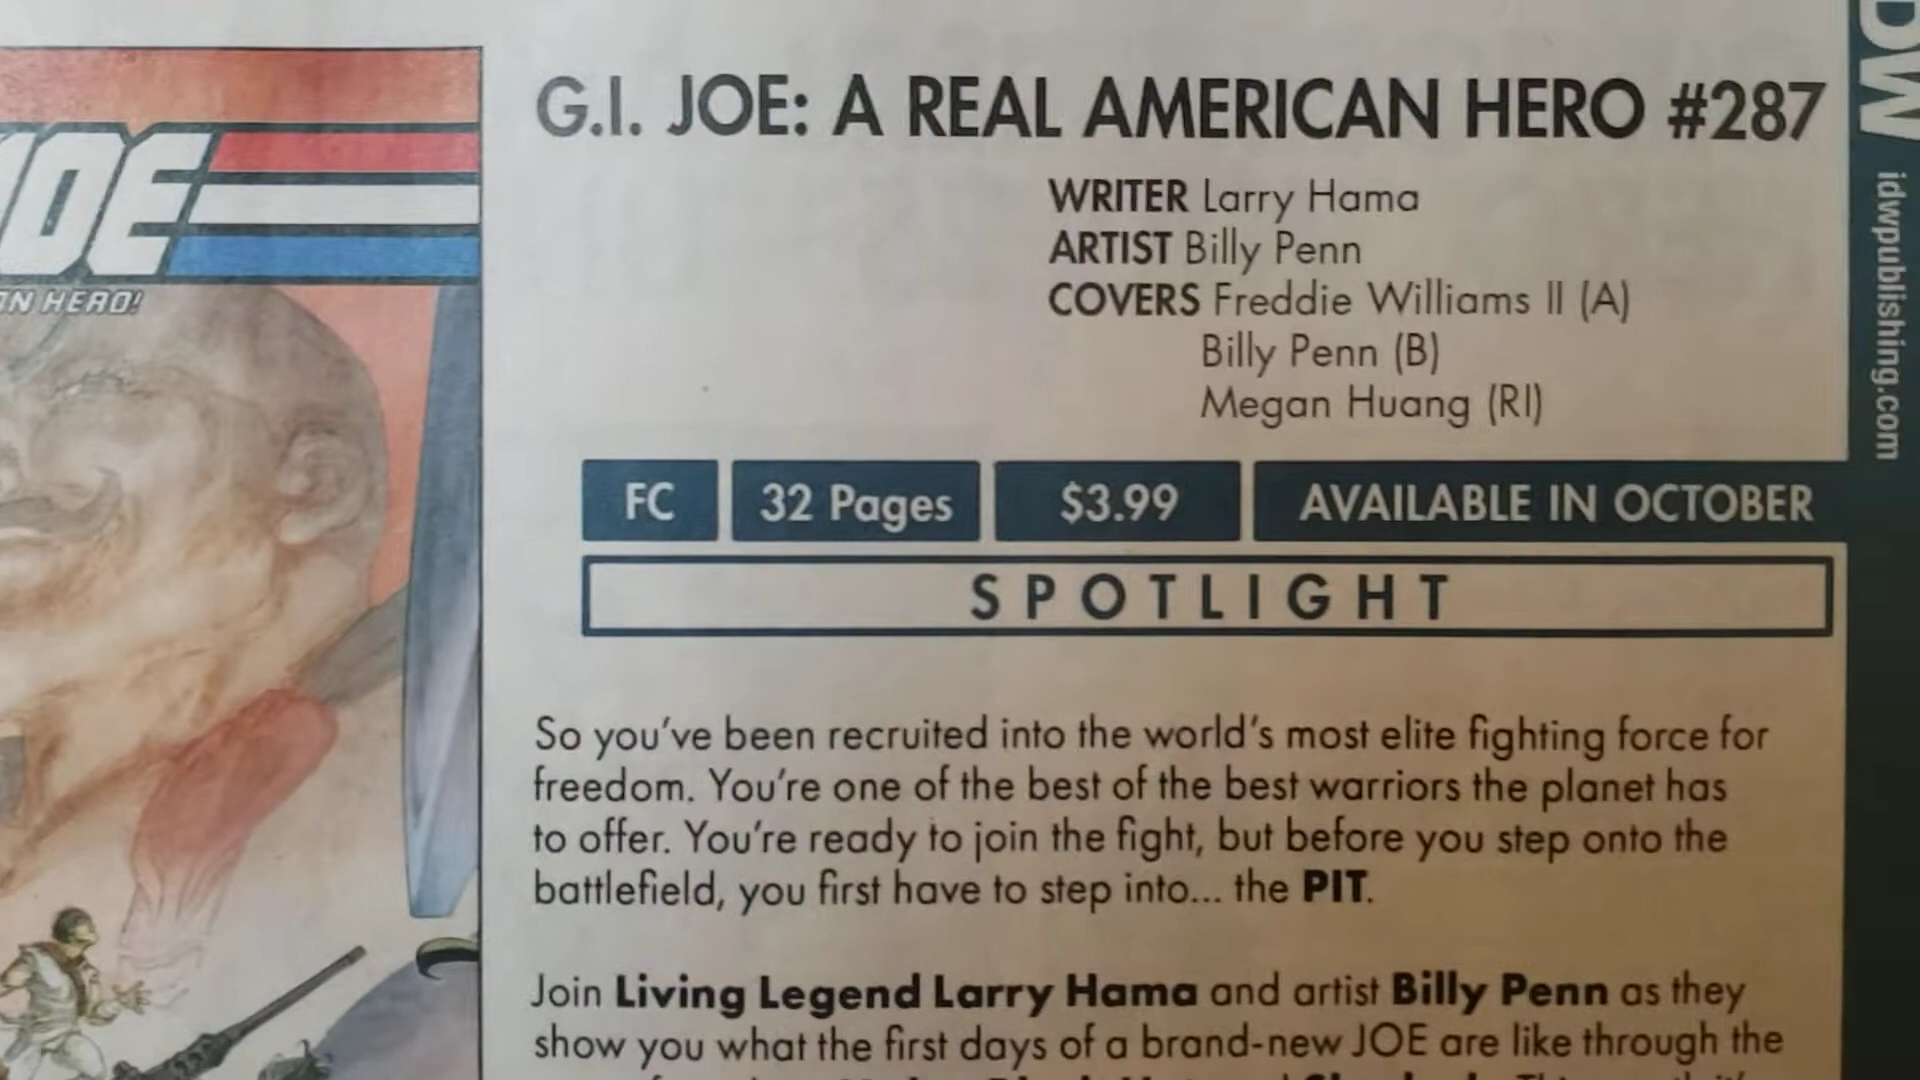 JOE
ON HERO!
G.I. JOE: A REAL AMERICAN HERO #287
WRITER Larry Hama
ARTIST Billy Penn
COVERS Freddie Williams II (A)
Billy Penn (B)
Megan Huang (RI)
FC 32 Pages $3.99 AVAILABLE IN OCTOBER
SPOTLIGHT
So you've been recruited into the world's most elite fighting force for
freedom. You're one of the best of the best warriors the planet has
to offer. You're ready to join the fight, but before you step onto the
battlefield, you first have to step into... the PIT.
Join Living Legend Larry Hama and artist Billy Penn as they
show you what the first days of a brand-new JOE are like through the
DW
idwpublishing.com